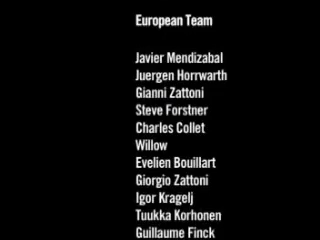 European Team
Javier Mendizabal
Juergen Horrwarth
Gianni Zattoni
Steve Forstner
Charles Collet
Willow
Evelien Bouillart
Giorgio Zattoni
Igor Kragelj
Tuukka Korhonen
Guillaume Finck